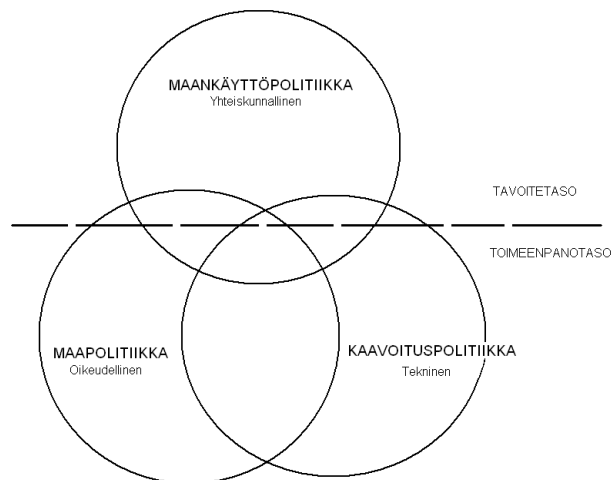 MAANKÄYTTÖPOLITIIKKA
Yhteiskunnallinen
TAVOITETASO
TOIMEENPANOTASO
MAAPOLITIIKKA
Oikeudellinen
KAAVOITUSPOLITIIKKA
Tekninen